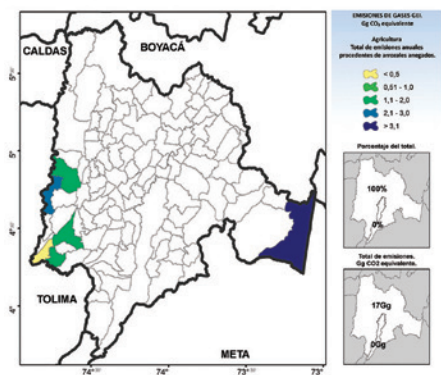 CALDAS
BOYACÁ
TOLIMA
META
74°
73°
73°
4°
EMISIONES DE GASES GEI.
Gg CO₂ equivalente
Agricultura
Total de emisiones anuales
procedentes de arrozales anegados.
< 0,5
0,51 - 1,0
1,1 - 2,0
2,1 - 3,0
> 3,1
Porcentaje del total.
100%
0%
Total de emisiones.
Gg CO2 equivalente.
17Gg
0Gg